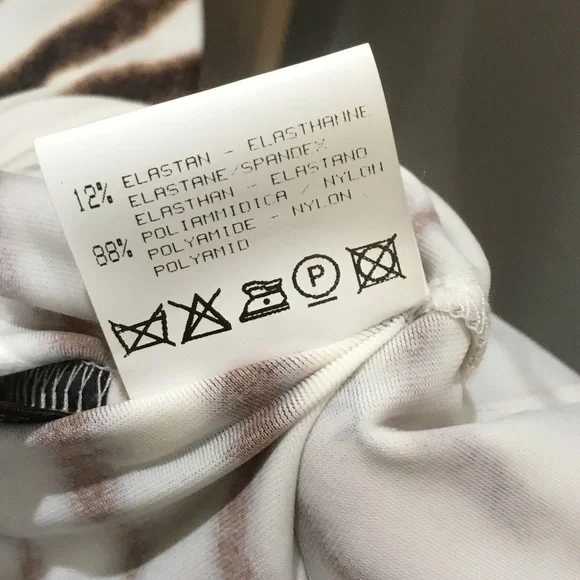 12% ELASTAN - ELASTHANNE
ELASTANE/SPANDEX
ELASTHAN - ELASTANO
88% POLIAMMIDICA / NYLON
POLYAMIDE - NYLON
POLYAMID
P